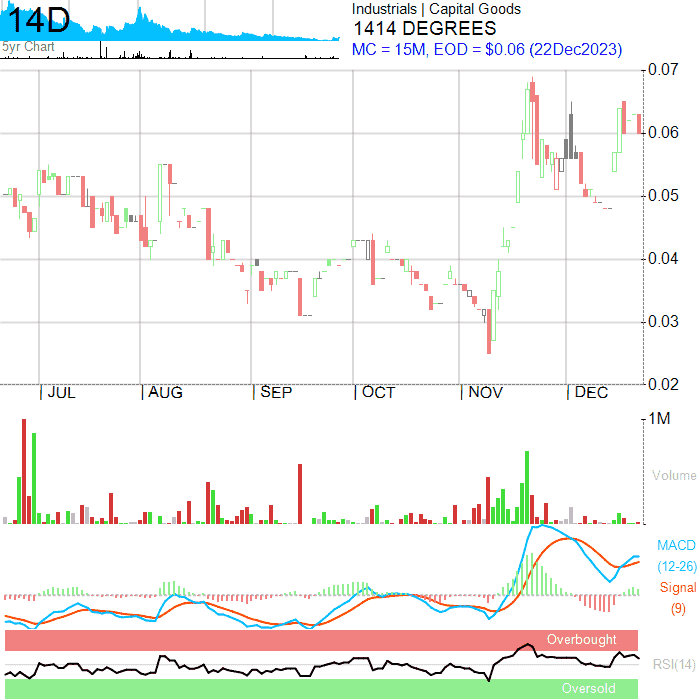 14D
5yr Chart
Industrials | Capital Goods
1414 DEGREES
MC = 15M, EOD = $0.06 (22Dec2023)
0.07
0.06
0.05
0.04
0.03
0.02
JUL AUG SEP OCT NOV DEC
1M
Volume
MACD
(12-26)
Signal
(9)
Overbought
RSI(14)
Oversold